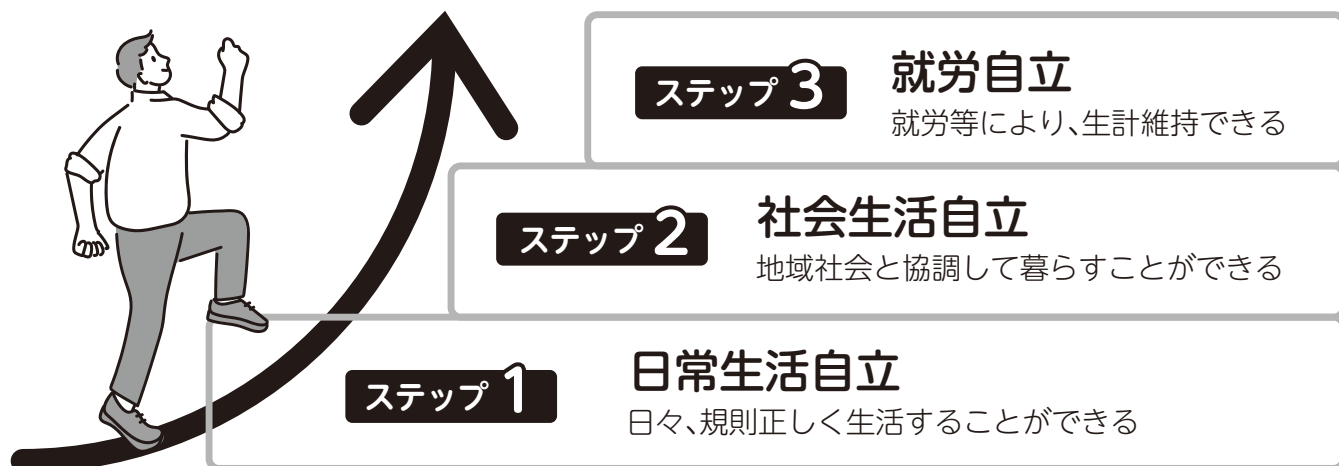 ステップ 3
就労自立
就労等により、生計維持できる
ステップ 2
社会生活自立
地域社会と協調して暮らすことができる
ステップ 1
日常生活自立
日々、規則正しく生活することができる